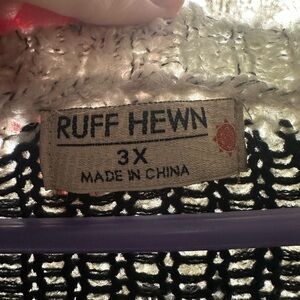 RUFF HEWN
3X
MADE IN CHINA